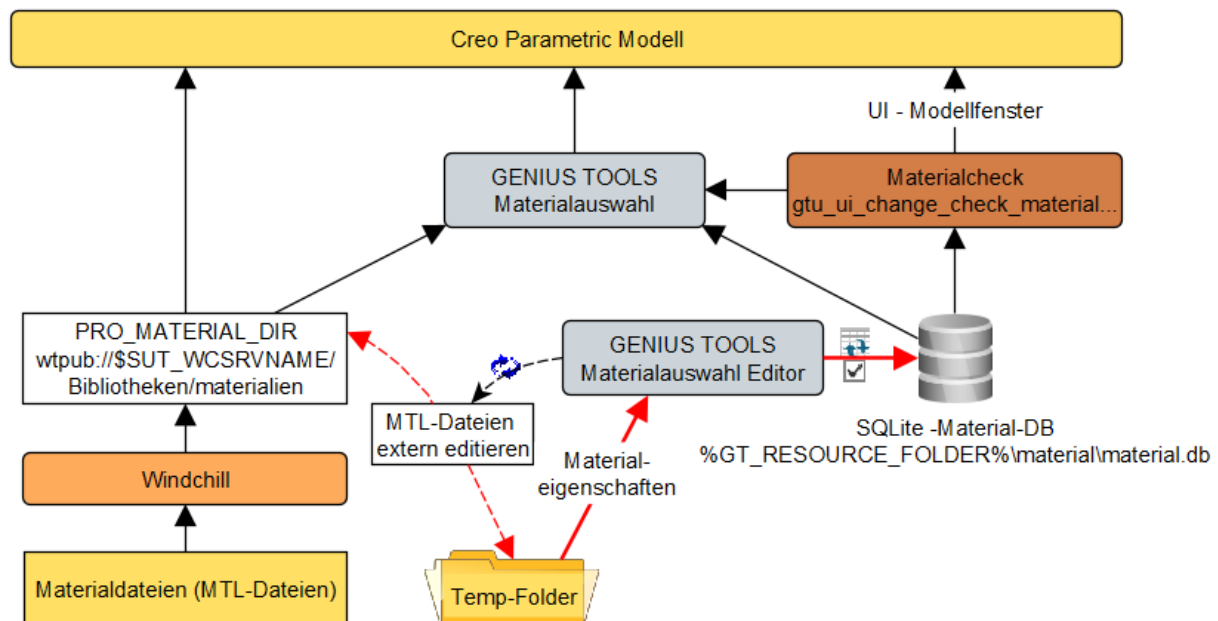 Creo Parametric Modell
UI - Modellfenster
GENIUS TOOLS
Materialauswahl
Materialcheck
gtu_ui_change_check_material...
PRO_MATERIAL_DIR
wtpub://$SUT_WCSRVNAME/
Bibliotheken/materialien
GENIUS TOOLS
Materialauswahl Editor
MTL-Dateien
extern editieren
SQLite -Material-DB
%GT_RESOURCE_FOLDER%\material\material.db
Material-
eigenschaften
Windchill
Materialdateien (MTL-Dateien)
Temp-Folder